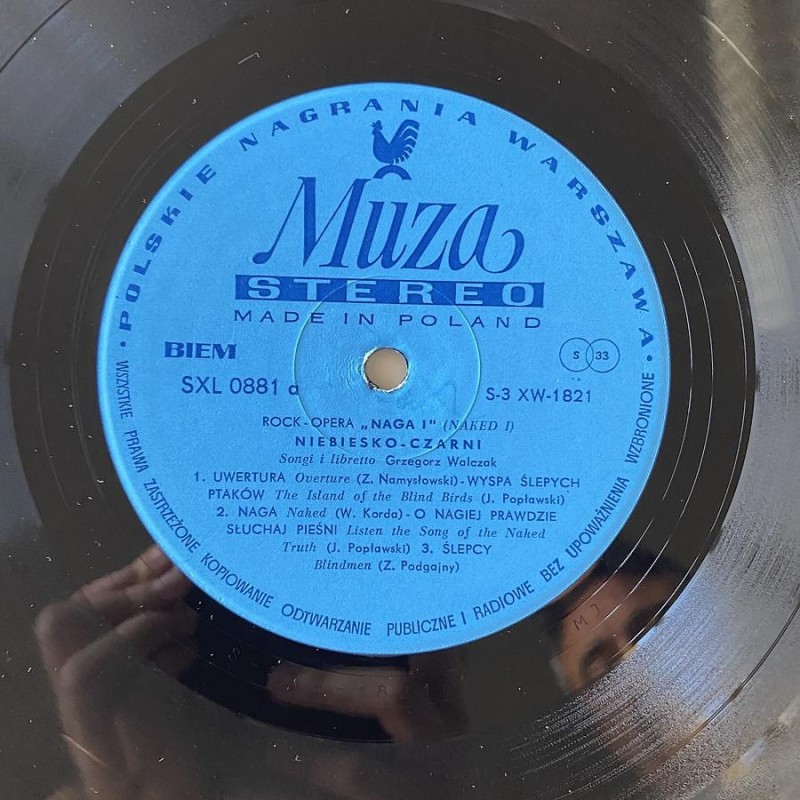 • POLSKIE NAGRANIA WARSZAWA •
Muza
STEREO
MADE IN POLAND
BIEM
S 33
SXL 0881 a
S-3 XW-1821
ROCK-OPERA „NAGA I" (NAKED I)
NIEBIESKO-CZARNI
Songi i libretto Grzegorz Walczak
1. UWERTURA Overture (Z. Namysłowski)-WYSPA ŚLEPYCH
PTAKÓW The Island of the Blind Birds (J. Popławski)
2. NAGA Naked (W. Korda)-O NAGIEJ PRAWDZIE
SŁUCHAJ PIEŚNI Listen the Song of the Naked
Truth (J. Popławski) 3. ŚLEPCY
Blindmen (Z. Podgajny)
WSZYSTKIE PRAWA ZASTRZEŻONE KOPIOWANIE ODTWARZANIE PUBLICZNE I RADIOWE BEZ UPOWAŻNIENIA WZBRONIONE
MJ